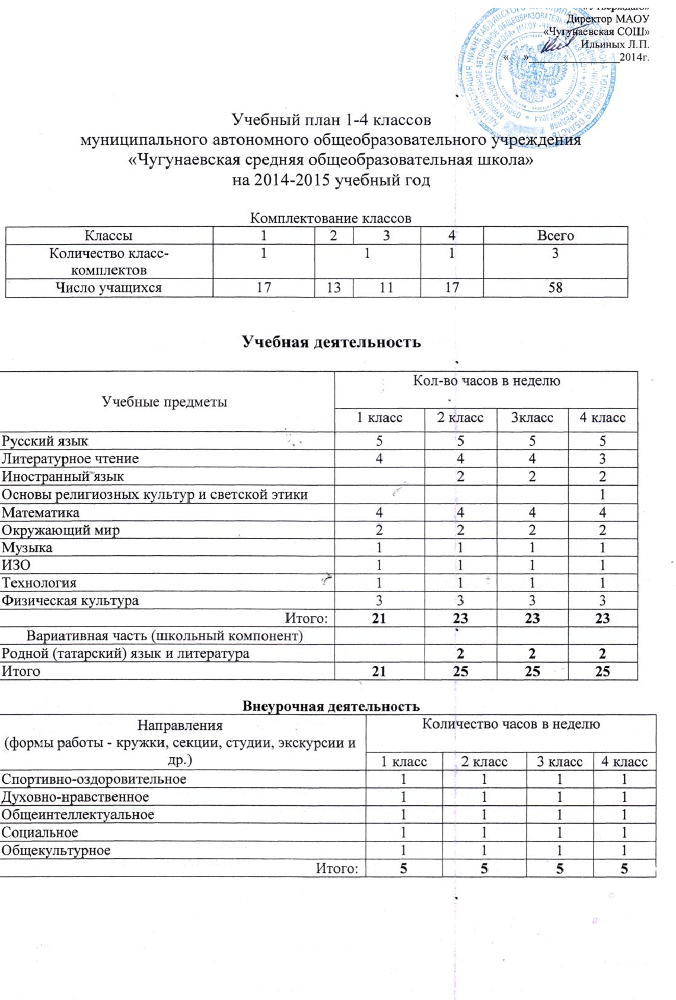 «Утверждаю»
Директор МАОУ
«Чугунаевская СОШ»
Ильиных Л.П.
« » 2014г.
Учебный план 1-4 классов
муниципального автономного общеобразовательного учреждения
«Чугунаевская средняя общеобразовательная школа»
на 2014-2015 учебный год
Комплектование классов
Классы 1 2 3 4 Всего
Количество класс-
комплектов 1 1 1 3
Число учащихся 17 13 11 17 58
Учебная деятельность
Учебные предметы Кол-во часов в неделю
1 класс 2 класс 3класс 4 класс
Русский язык 5 5 5 5
Литературное чтение 4 4 4 3
Иностранный язык 2 2 2
Основы религиозных культур и светской этики 1
Математика 4 4 4 4
Окружающий мир 2 2 2 2
Музыка 1 1 1 1
ИЗО 1 1 1 1
Технология 1 1 1 1
Физическая культура 3 3 3 3
Итого: 21 23 23 23
Вариативная часть (школьный компонент)
Родной (татарский) язык и литература 2 2 2
Итого 21 25 25 25
Внеурочная деятельность
Направления
(формы работы - кружки, секции, студии, экскурсии и
др.)
Количество часов в неделю
1 класс 2 класс 3 класс 4 класс
Спортивно-оздоровительное 1 1 1 1
Духовно-нравственное 1 1 1 1
Общеинтеллектуальное 1 1 1 1
Социальное 1 1 1 1
Общекультурное 1 1 1 1
Итого: 5 5 5 5